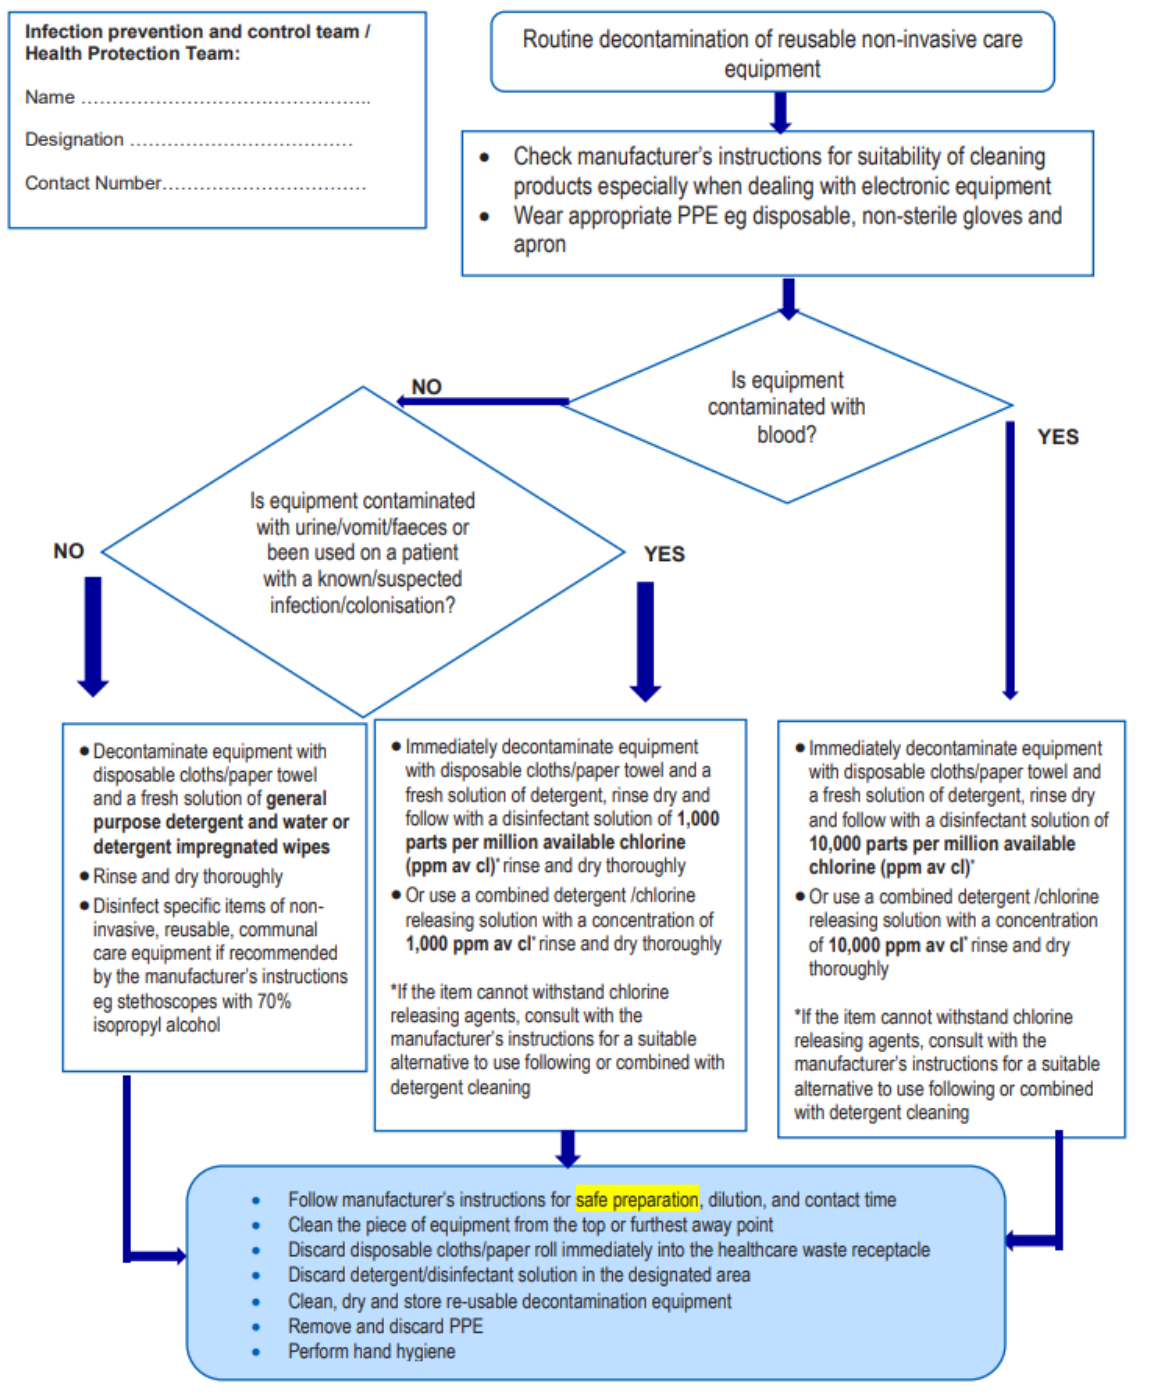 Infection prevention and control team /
Health Protection Team:
Name …………………………………………..
Designation ………………………………
Contact Number……………………………
Routine decontamination of reusable non-invasive care
equipment
● Check manufacturer’s instructions for suitability of cleaning
products especially when dealing with electronic equipment
● Wear appropriate PPE eg disposable, non-sterile gloves and
apron
Is equipment
contaminated with
blood?
NO
YES
Is equipment contaminated
with urine/vomit/faeces or
been used on a patient
with a known/suspected
infection/colonisation?
NO
YES
● Decontaminate equipment with
disposable cloths/paper towel
and a fresh solution of general
purpose detergent and water or
detergent impregnated wipes
● Rinse and dry thoroughly
● Disinfect specific items of non-
invasive, reusable, communal
care equipment if recommended
by the manufacturer’s instructions
eg stethoscopes with 70%
isopropyl alcohol
● Immediately decontaminate equipment
with disposable cloths/paper towel and a
fresh solution of detergent, rinse dry and
follow with a disinfectant solution of 1,000
parts per million available chlorine
(ppm av cl)* rinse and dry thoroughly
● Or use a combined detergent /chlorine
releasing solution with a concentration of
1,000 ppm av cl* rinse and dry thoroughly
*If the item cannot withstand chlorine
releasing agents, consult with the
manufacturer’s instructions for a suitable
alternative to use following or combined with
detergent cleaning
● Immediately decontaminate equipment
with disposable cloths/paper towel and
a fresh solution of detergent, rinse dry
and follow with a disinfectant solution of
10,000 parts per million available
chlorine (ppm av cl)*
● Or use a combined detergent /chlorine
releasing solution with a concentration
of 10,000 ppm av cl* rinse and dry
thoroughly
*If the item cannot withstand chlorine
releasing agents, consult with the
manufacturer’s instructions for a suitable
alternative to use following or combined
with detergent cleaning
● Follow manufacturer’s instructions for safe preparation, dilution, and contact time
● Clean the piece of equipment from the top or furthest away point
● Discard disposable cloths/paper roll immediately into the healthcare waste receptacle
● Discard detergent/disinfectant solution in the designated area
● Clean, dry and store re-usable decontamination equipment
● Remove and discard PPE
● Perform hand hygiene